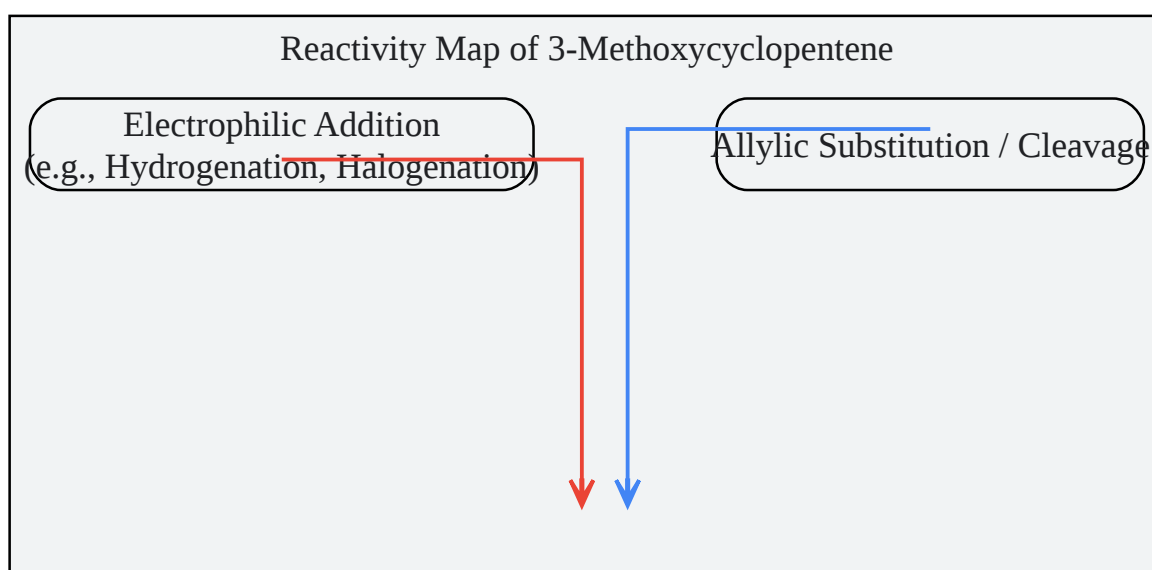 Reactivity Map of 3-Methoxycyclopentene
Electrophilic Addition
(e.g., Hydrogenation, Halogenation)
Allylic Substitution / Cleavage